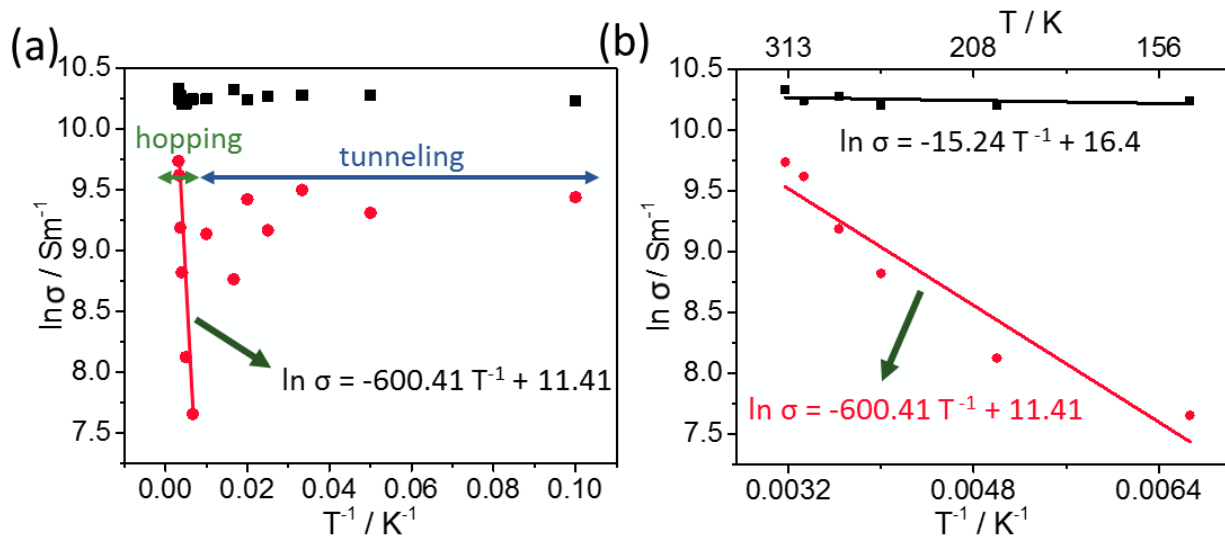 (a)
10.5
10.0
9.5
9.0
8.5
8.0
7.5
ln σ / Sm⁻¹
hopping
tunneling
ln σ = -600.41 T⁻¹ + 11.41
0.00 0.02 0.04 0.06 0.08 0.10
T⁻¹ / K⁻¹
(b)
T / K
313 208 156
10.5
10.0
9.5
9.0
8.5
8.0
7.5
ln σ / Sm⁻¹
ln σ = -15.24 T⁻¹ + 16.4
ln σ = -600.41 T⁻¹ + 11.41
0.0032 0.0048 0.0064
T⁻¹ / K⁻¹